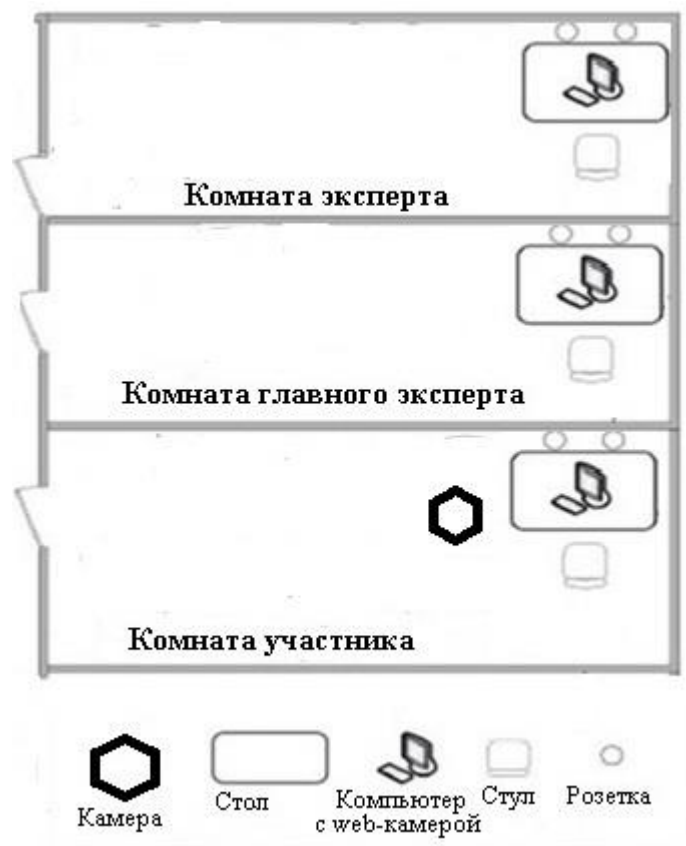 Комната эксперта
Комната главного эксперта
Комната участника
Камера
Стол
Компьютер
с web-камерой
Стул
Розетка